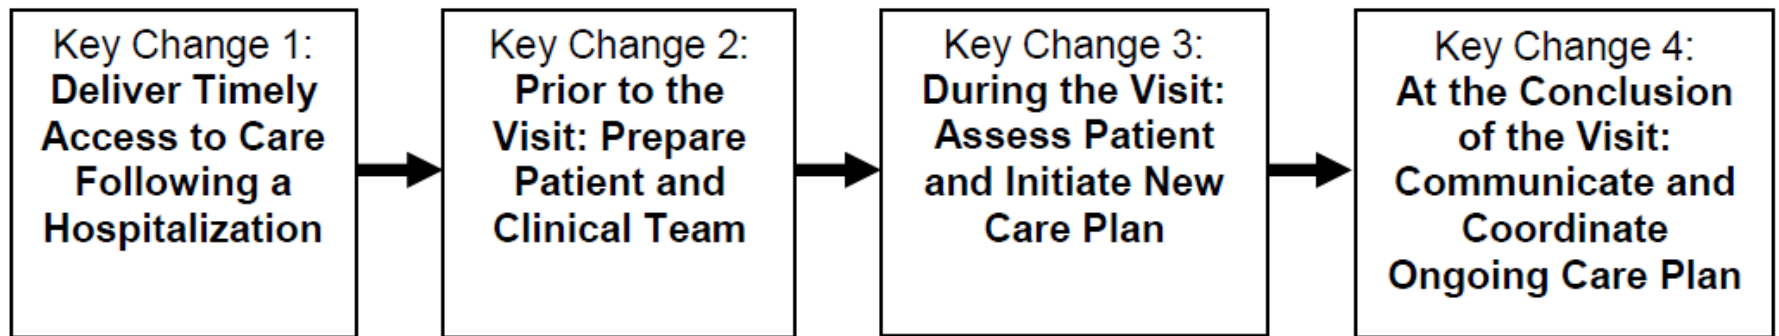 Key Change 1:
Deliver Timely
Access to Care
Following a
Hospitalization
Key Change 2:
Prior to the
Visit: Prepare
Patient and
Clinical Team
Key Change 3:
During the Visit:
Assess Patient
and Initiate New
Care Plan
Key Change 4:
At the Conclusion
of the Visit:
Communicate and
Coordinate
Ongoing Care Plan